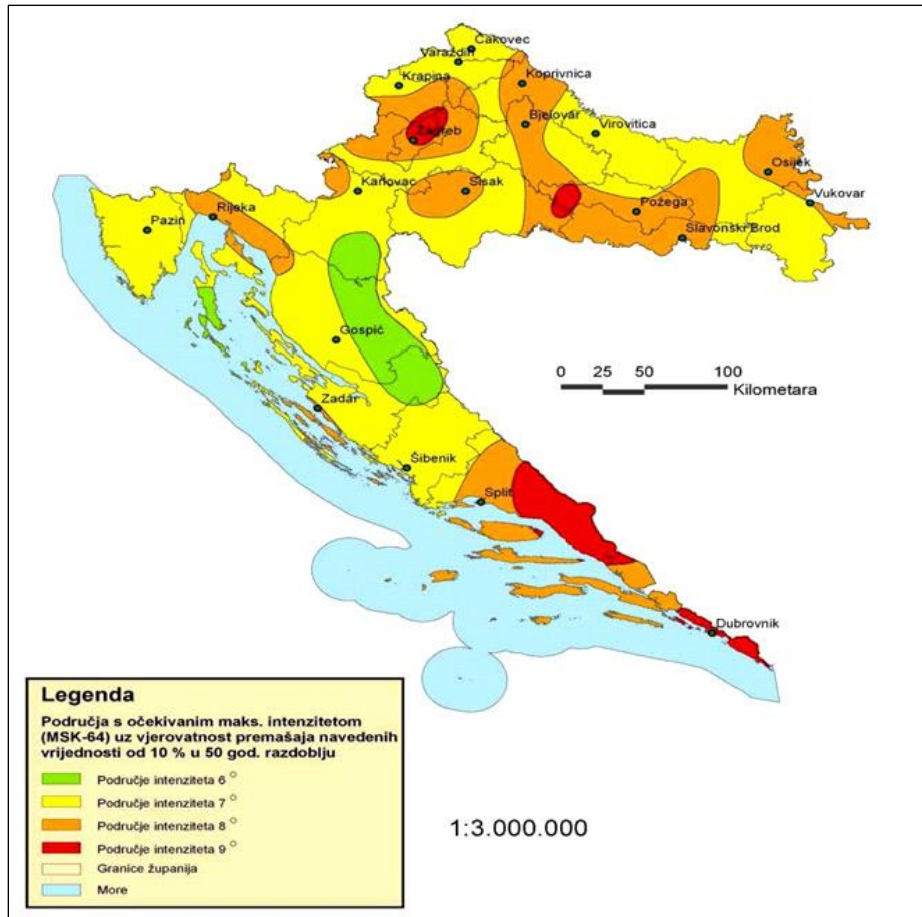 Čakovec
Varaždin
Krapina
Koprivnica
Bjelovar
Virovitica
Zagreb
Osijek
Karlovac
Sisak
Vukovar
Požega
Rijeka
Pazin
Slavonski Brod
Gospić
0 25 50 100
Kilometara
Zadar
Šibenik
Split
Dubrovnik
Legenda
Područja s očekivanim maks. intenzitetom
(MSK-64) uz vjerovatnost premašaja navedenih
vrijednosti od 10 % u 50 god. razdoblju
Područje intenziteta 6 °
Područje intenziteta 7 °
Područje intenziteta 8 °
Područje intenziteta 9 °
Granice županija
More
1:3.000.000